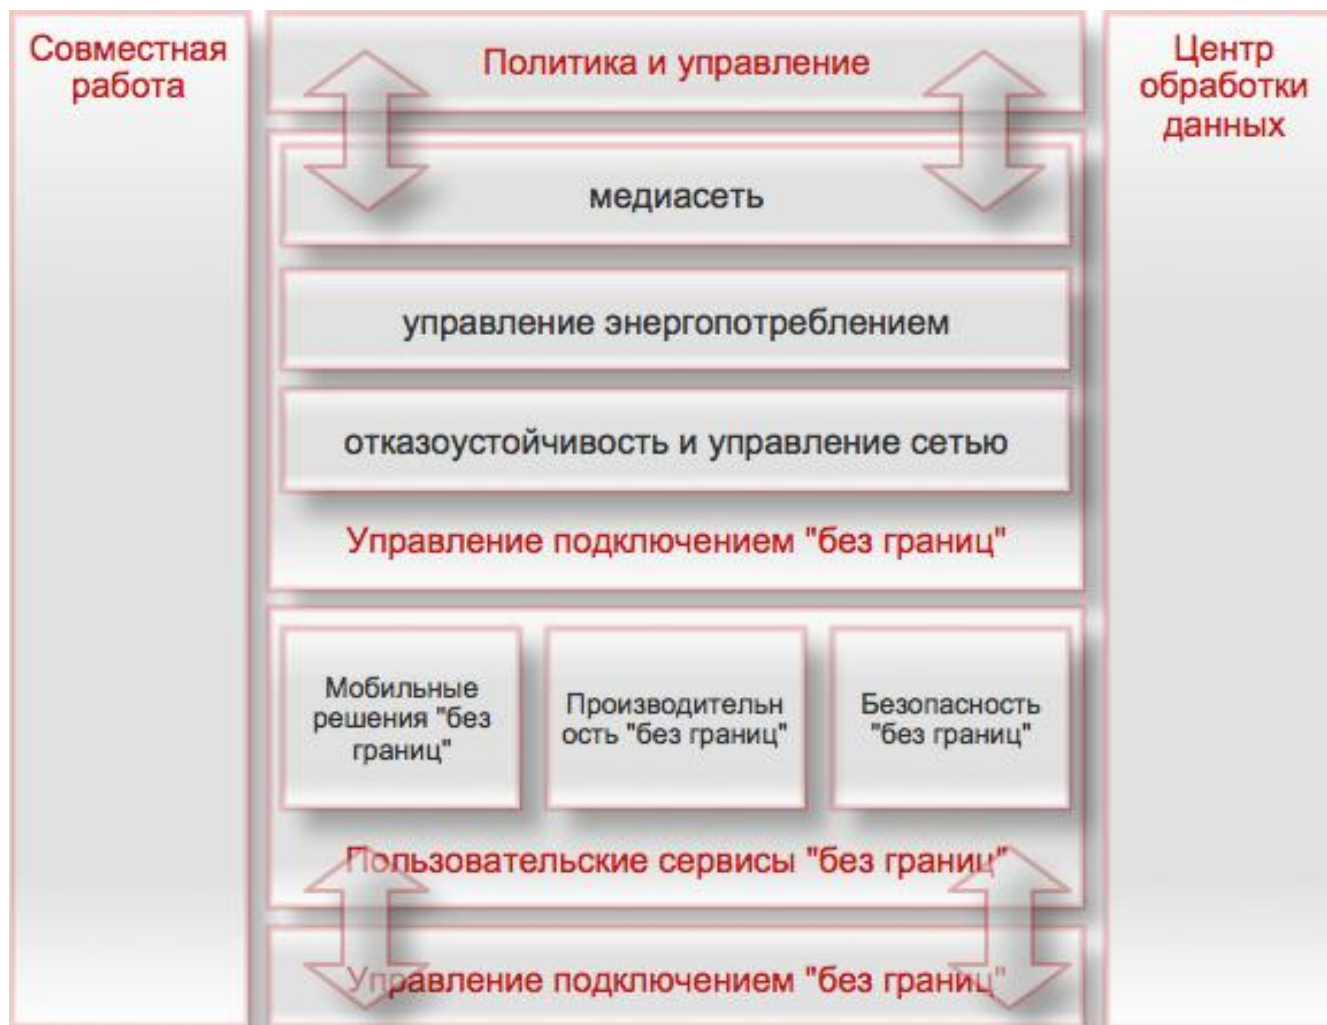 Совместная
работа
Политика и управление
Центр
обработки
данных
медиасеть
управление энергопотреблением
отказоустойчивость и управление сетью
Управление подключением "без границ"
Мобильные
решения "без
границ"
Производительн
ость "без границ"
Безопасность
"без границ"
Пользовательские сервисы "без границ"
Управление подключением "без границ"